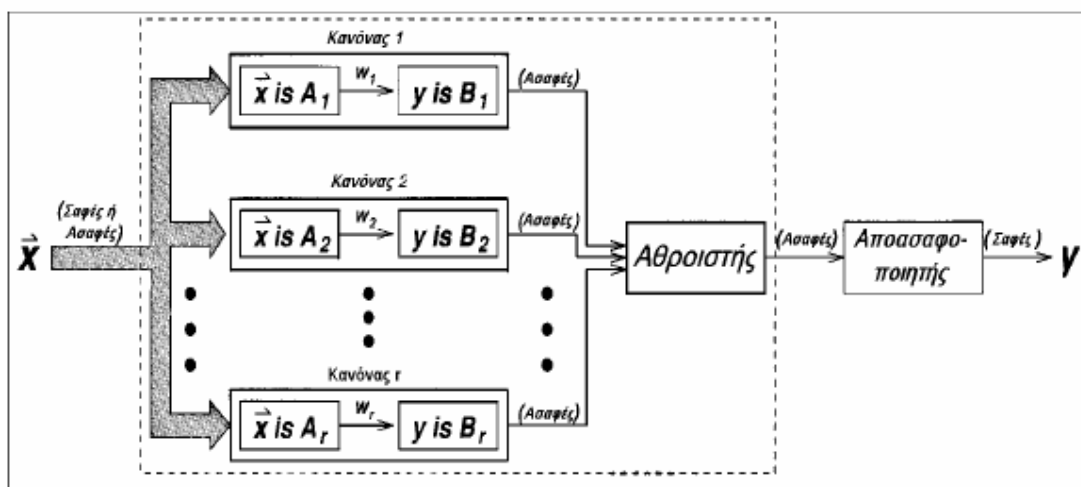 Κανόνας 1
x is A1
W1
y is B1
(Ασαφές)
Κανόνας 2
x is A2
W2
y is B2
(Ασαφές)
x
(Σαφές ή
Ασαφές)
Αθροιστής
(Ασαφές)
Αποασαφο-
ποιητής
(Σαφές)
y
Κανόνας r
x is Ar
Wr
y is Br
(Ασαφές)